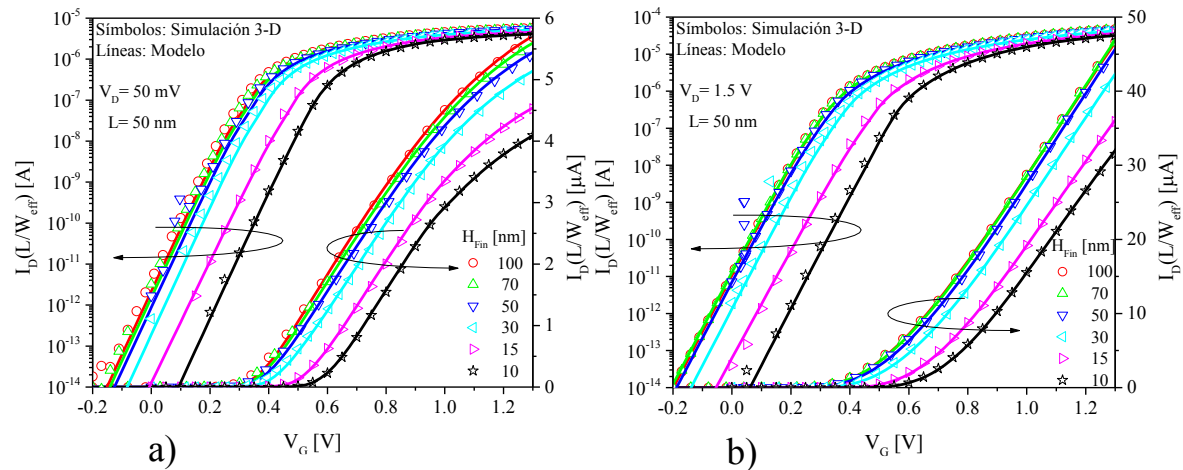 Símbolos: Simulación 3-D
Líneas: Modelo
V_D= 50 mV
L= 50 nm
H_Fin [nm]
100
70
50
30
15
10
10^-5
10^-6
10^-7
10^-8
10^-9
10^-10
10^-11
10^-12
10^-13
10^-14
I_D(L/W_eff) [A]
-0.2 0.0 0.2 0.4 0.6 0.8 1.0 1.2
V_G [V]
6
5
4
3
2
1
0
I_D(L/W_eff) [µA]
a)
Símbolos: Simulación 3-D
Líneas: Modelo
V_D= 1.5 V
L= 50 nm
H_Fin [nm]
100
70
50
30
15
10
10^-4
10^-5
10^-6
10^-7
10^-8
10^-9
10^-10
10^-11
10^-12
10^-13
10^-14
I_D(L/W_eff) [A]
-0.2 0.0 0.2 0.4 0.6 0.8 1.0 1.2
V_G [V]
50
40
30
20
10
0
I_D(L/W_eff) [µA]
b)